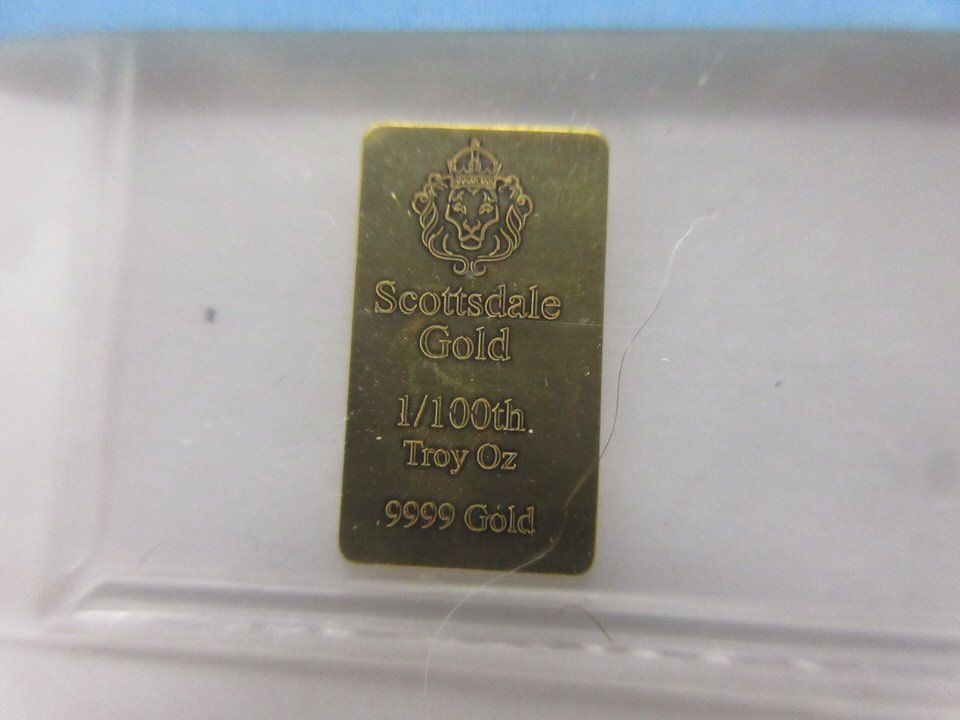 Scottsdale
Gold
1/100th
Troy Oz
9999 Gold